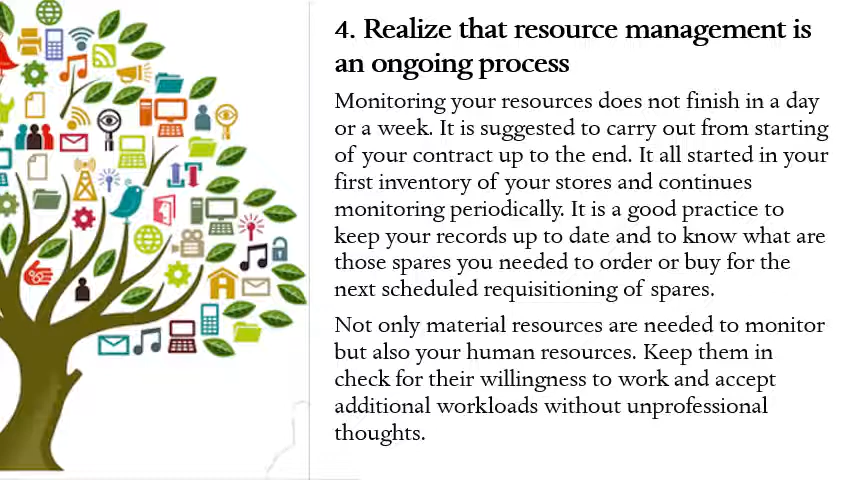 4. Realize that resource management is
an ongoing process
Monitoring your resources does not finish in a day
or a week. It is suggested to carry out from starting
of your contract up to the end. It all started in your
first inventory of your stores and continues
monitoring periodically. It is a good practice to
keep your records up to date and to know what are
those spares you needed to order or buy for the
next scheduled requisitioning of spares.
Not only material resources are needed to monitor
but also your human resources. Keep them in
check for their willingness to work and accept
additional workloads without unprofessional
thoughts.